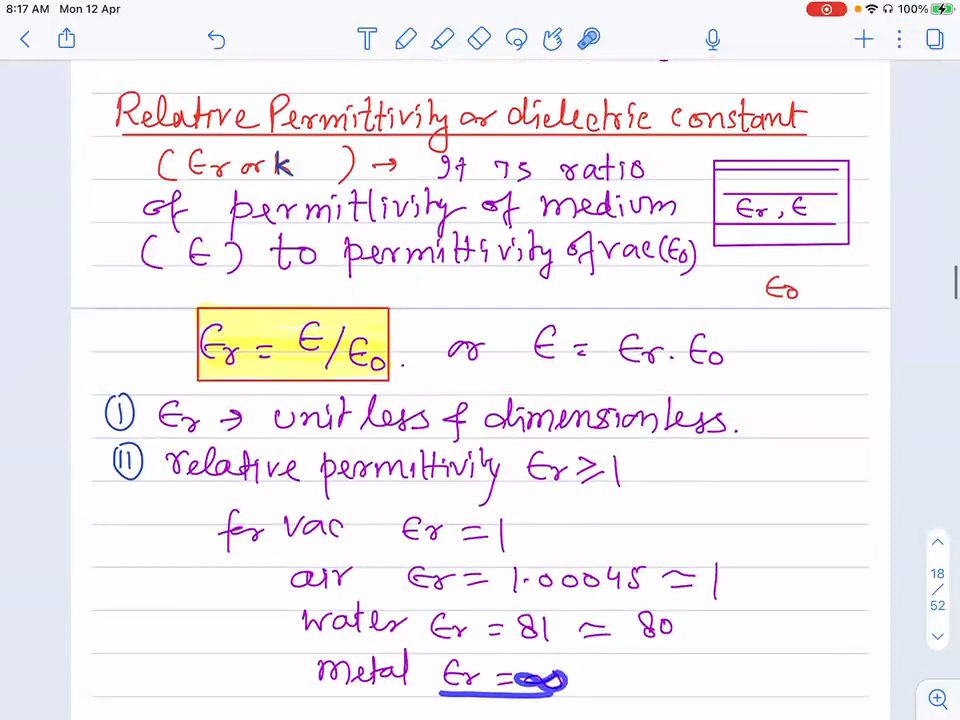 8:17 AM Mon 12 Apr 100%
Relative Permittivity or dielectric constant
(εr or k ) → It is ratio
of permittivity of medium
(ε) to permittivity of vac(ε0)
εr, ε
ε0
εr = ε/ε0 . or ε = εr . ε0
(i) εr → unitless & dimensionless.
(ii) relative permittivity εr ≥ 1
for vac εr = 1
air εr = 1.00045 ≃ 1
water εr = 81 ≃ 80
metal εr = ∞
18
/
52